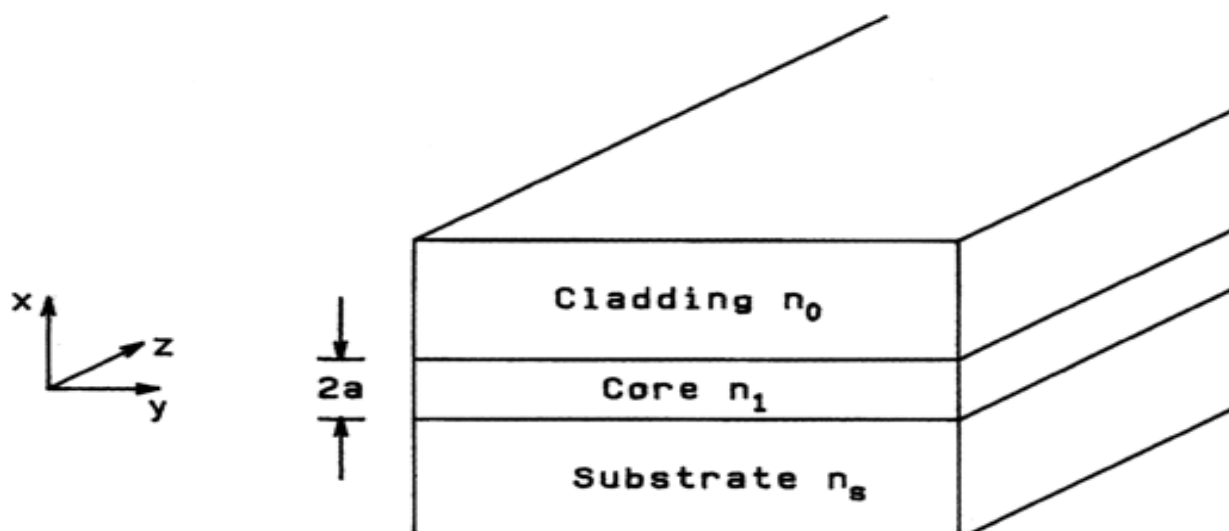 Cladding n₀
x
z
2a
y
Core n₁
Substrate nₛ